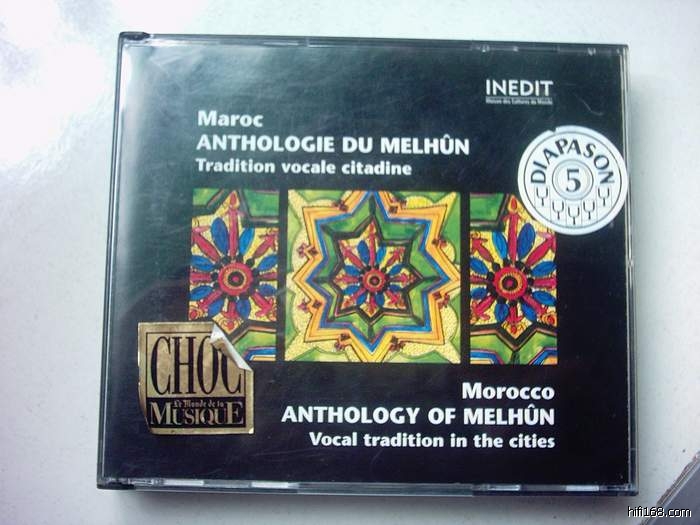 INEDIT
Maison des Cultures du Monde
Maroc
ANTHOLOGIE DU MELHÛN
Tradition vocale citadine
DIAPASON
5
CHOC
Le Monde de la
MUSIQUE
Morocco
ANTHOLOGY OF MELHÛN
Vocal tradition in the cities
hifi168.com